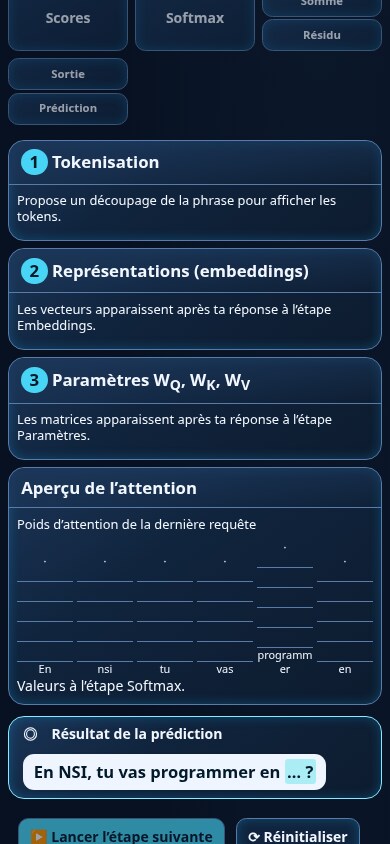 Scores
Softmax
Somme
Résidu
Sortie
Prédiction
1 Tokenisation
Propose un découpage de la phrase pour afficher les
tokens.
2 Représentations (embeddings)
Les vecteurs apparaissent après ta réponse à l’étape
Embeddings.
3 Paramètres WQ, WK, WV
Les matrices apparaissent après ta réponse à l’étape
Paramètres.
Aperçu de l’attention
Poids d’attention de la dernière requête
· · · · · ·
En nsi tu vas programm
er en
Valeurs à l’étape Softmax.
◎ Résultat de la prédiction
En NSI, tu vas programmer en … ?
▶ Lancer l’étape suivante
⟳ Réinitialiser